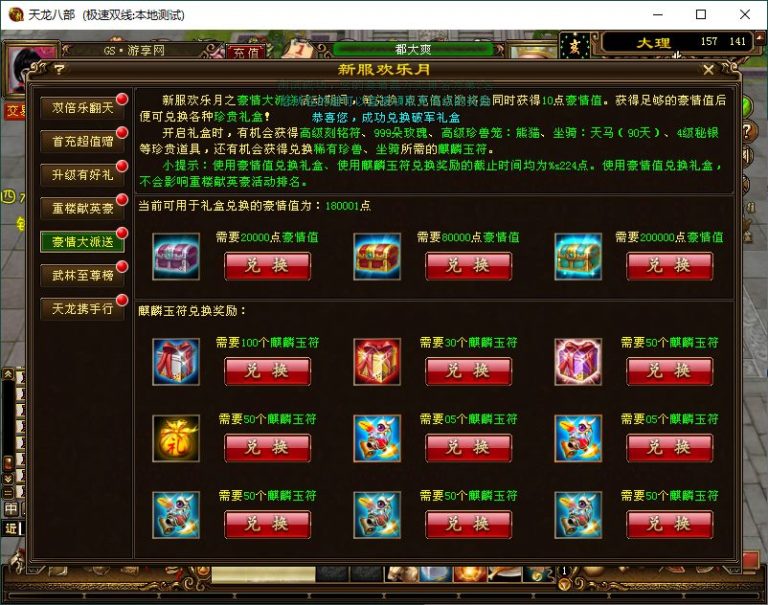 天龙八部 (极速双线:本地测试)
GS·游享网
充值
都大爽
玄
大理
157 141
?
新服欢乐月
双倍乐翻天
首充超值赠
升级有好礼
重楼献英豪
豪情大派送
武林至尊榜
天龙携手行
新服欢乐月之豪情大派送活动期间，每兑换1点充值点的将会同时获得10点豪情值。获得足够的豪情值后
便可兑换各种珍贵礼盒！
恭喜您，成功兑换破军礼盒
开启礼盒时，有机会获得高级刻铭符、999朵玫瑰、高级珍兽笼：熊猫、坐骑：天马（90天）、4级秘银
等珍贵道具，还有机会获得兑换稀有珍兽、坐骑所需的麒麟玉符。
小提示：使用豪情值兑换礼盒、使用麒麟玉符兑换奖励的截止时间均为%s224点。使用豪情值兑换礼盒，
不会影响重楼献英豪活动排名。
当前可用于礼盒兑换的豪情值为：180001点
需要20000点豪情值
兑换
需要80000点豪情值
兑换
需要200000点豪情值
兑换
麒麟玉符兑换奖励：
需要100个麒麟玉符
兑换
需要30个麒麟玉符
兑换
需要50个麒麟玉符
兑换
需要50个麒麟玉符
兑换
需要05个麒麟玉符
兑换
需要05个麒麟玉符
兑换
需要50个麒麟玉符
兑换
需要50个麒麟玉符
兑换
需要50个麒麟玉符
兑换
近